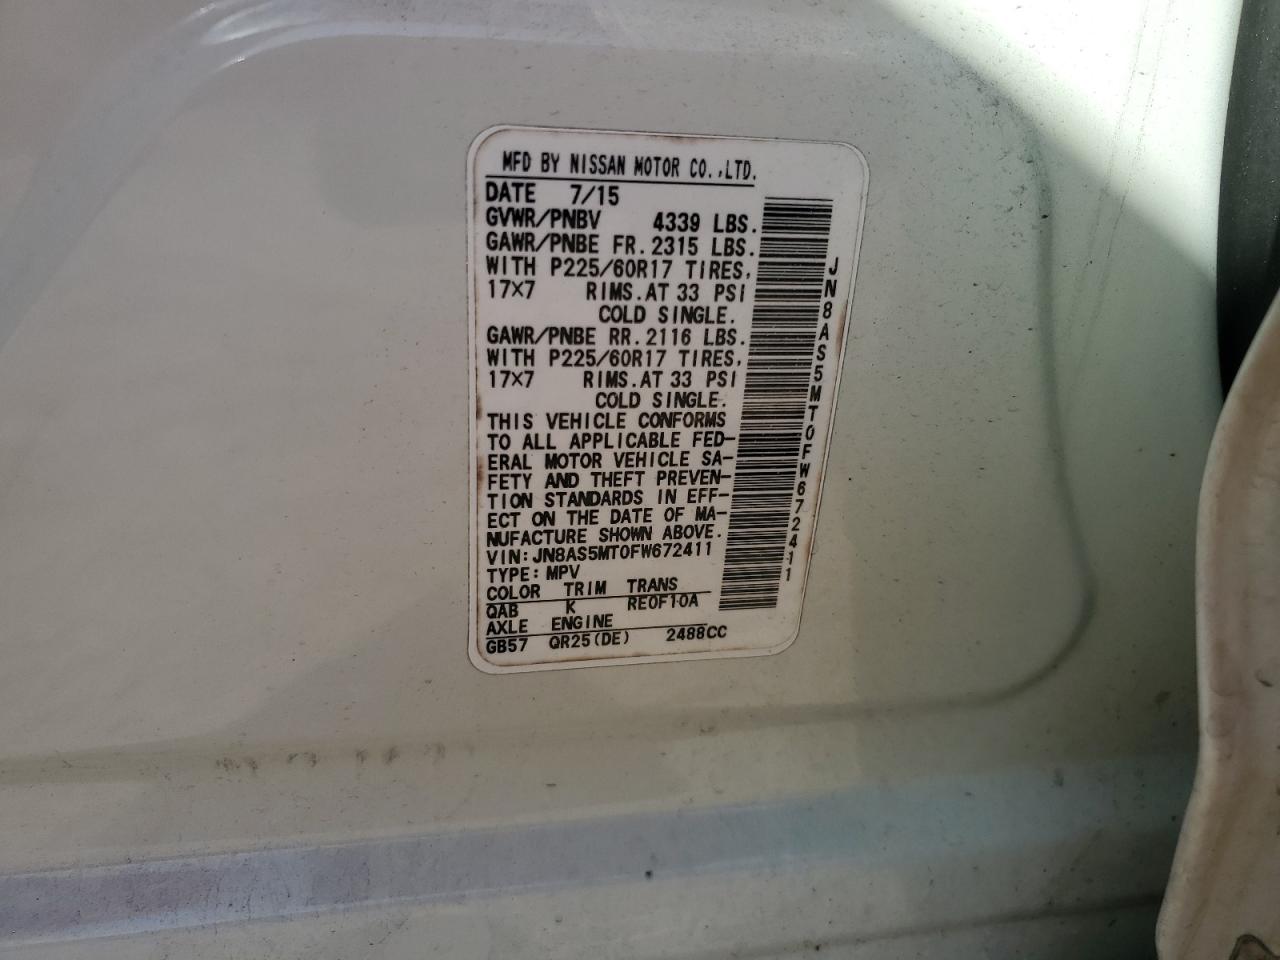 MFD BY NISSAN MOTOR CO.,LTD.
DATE 7/15
GVWR/PNBV 4339 LBS.
GAWR/PNBE FR. 2315 LBS.
WITH P225/60R17 TIRES,
17×7 RIMS.AT 33 PSI
COLD SINGLE.
GAWR/PNBE RR. 2116 LBS.
WITH P225/60R17 TIRES,
17×7 RIMS.AT 33 PSI
COLD SINGLE.
THIS VEHICLE CONFORMS
TO ALL APPLICABLE FED-
ERAL MOTOR VEHICLE SA-
FETY AND THEFT PREVEN-
TION STANDARDS IN EFF-
ECT ON THE DATE OF MA-
NUFACTURE SHOWN ABOVE.
VIN: JN8AS5MT0FW672411
TYPE: MPV
COLOR TRIM TRANS
QAB K RE0F10A
AXLE ENGINE
GB57 QR25(DE) 2488CC
JN8AS5MT0FW672411